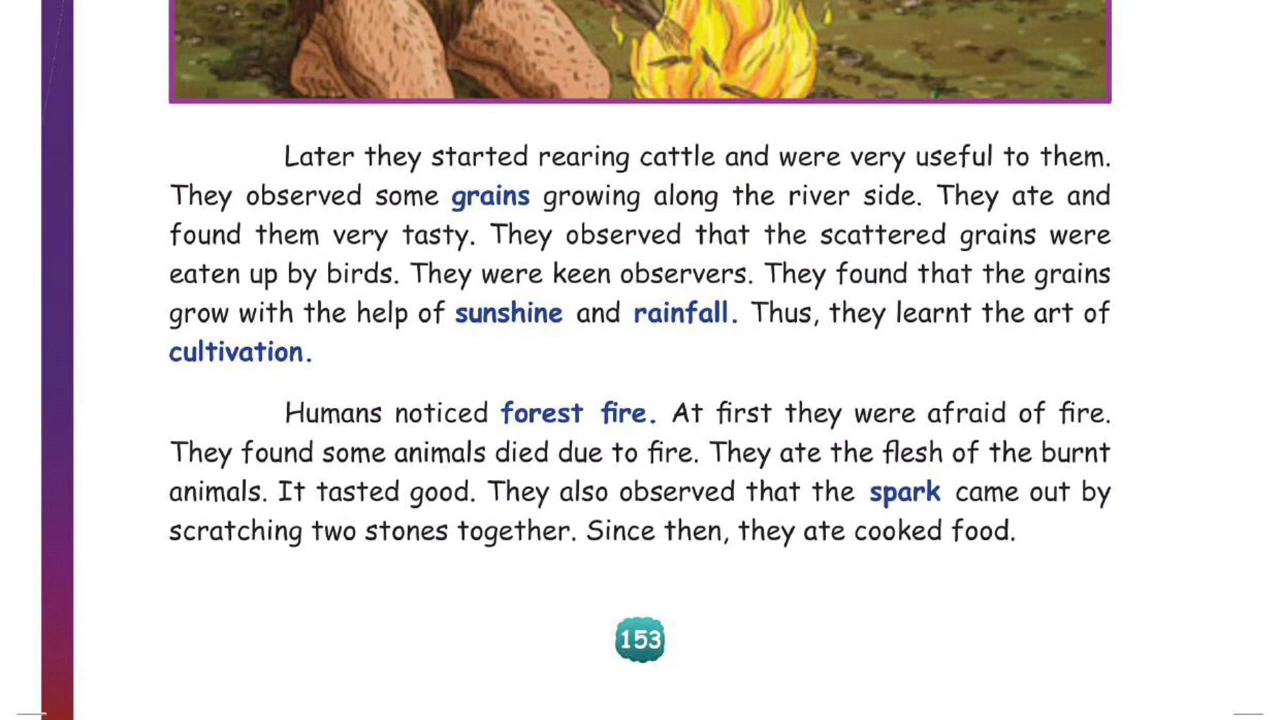 Later they started rearing cattle and were very useful to them.
They observed some grains growing along the river side. They ate and
found them very tasty. They observed that the scattered grains were
eaten up by birds. They were keen observers. They found that the grains
grow with the help of sunshine and rainfall. Thus, they learnt the art of
cultivation.
Humans noticed forest fire. At first they were afraid of fire.
They found some animals died due to fire. They ate the flesh of the burnt
animals. It tasted good. They also observed that the spark came out by
scratching two stones together. Since then, they ate cooked food.
153